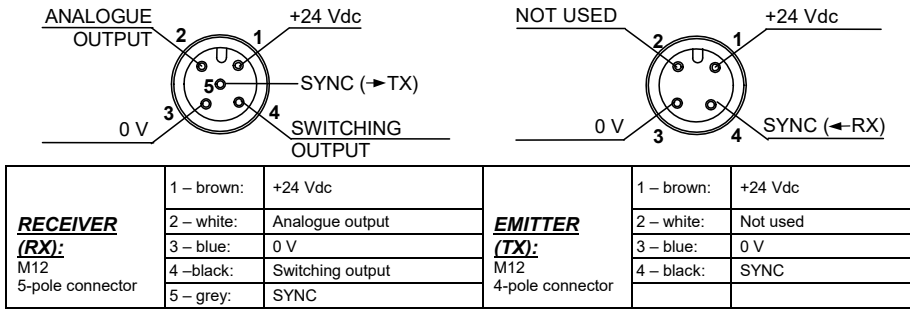 ANALOGUE
OUTPUT
2
1
+24 Vdc
5
SYNC (→TX)
3
4
0 V
SWITCHING
OUTPUT
NOT USED
2
1
+24 Vdc
0 V
3
4
SYNC (←RX)
RECEIVER
(RX):
M12
5-pole connector
1 – brown: +24 Vdc
2 – white: Analogue output
3 – blue: 0 V
4 –black: Switching output
5 – grey: SYNC
EMITTER
(TX):
M12
4-pole connector
1 – brown: +24 Vdc
2 – white: Not used
3 – blue: 0 V
4 – black: SYNC